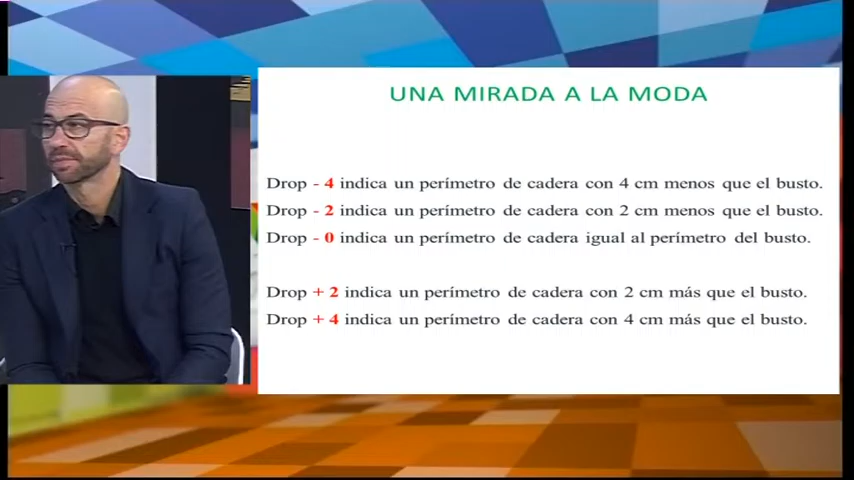 UNA MIRADA A LA MODA
Drop - 4 indica un perímetro de cadera con 4 cm menos que el busto.
Drop - 2 indica un perímetro de cadera con 2 cm menos que el busto.
Drop - 0 indica un perímetro de cadera igual al perímetro del busto.
Drop + 2 indica un perímetro de cadera con 2 cm más que el busto.
Drop + 4 indica un perímetro de cadera con 4 cm más que el busto.